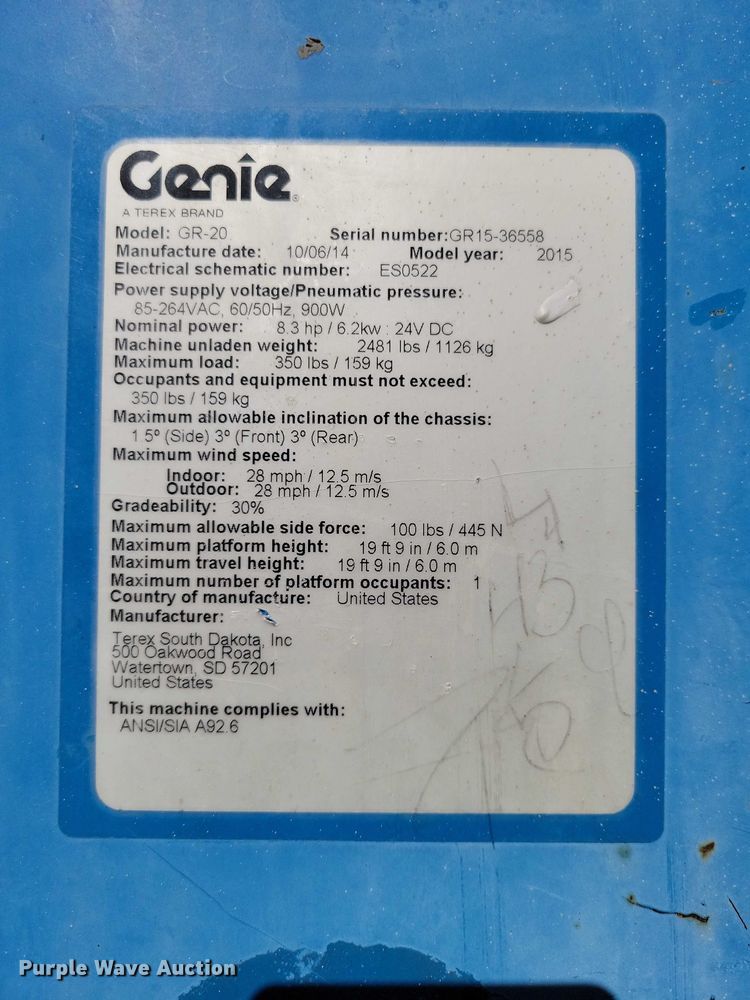 Genie
A TEREX BRAND
Model: GR-20 Serial number:GR15-36558
Manufacture date: 10/06/14 Model year: 2015
Electrical schematic number: ES0522
Power supply voltage/Pneumatic pressure:
85-264VAC, 60/50Hz, 900W
Nominal power: 8.3 hp / 6.2kw : 24V DC
Machine unladen weight: 2481 lbs / 1126 kg
Maximum load: 350 lbs / 159 kg
Occupants and equipment must not exceed:
350 lbs / 159 kg
Maximum allowable inclination of the chassis:
1.5º (Side) 3º (Front) 3º (Rear)
Maximum wind speed:
Indoor: 28 mph / 12.5 m/s
Outdoor: 28 mph / 12.5 m/s
Gradeability: 30%
Maximum allowable side force: 100 lbs / 445 N
Maximum platform height: 19 ft 9 in / 6.0 m
Maximum travel height: 19 ft 9 in / 6.0 m
Maximum number of platform occupants: 1
Country of manufacture: United States
Manufacturer:
Terex South Dakota, Inc
500 Oakwood Road
Watertown, SD 57201
United States
This machine complies with:
ANSI/SIA A92.6
Purple Wave Auction